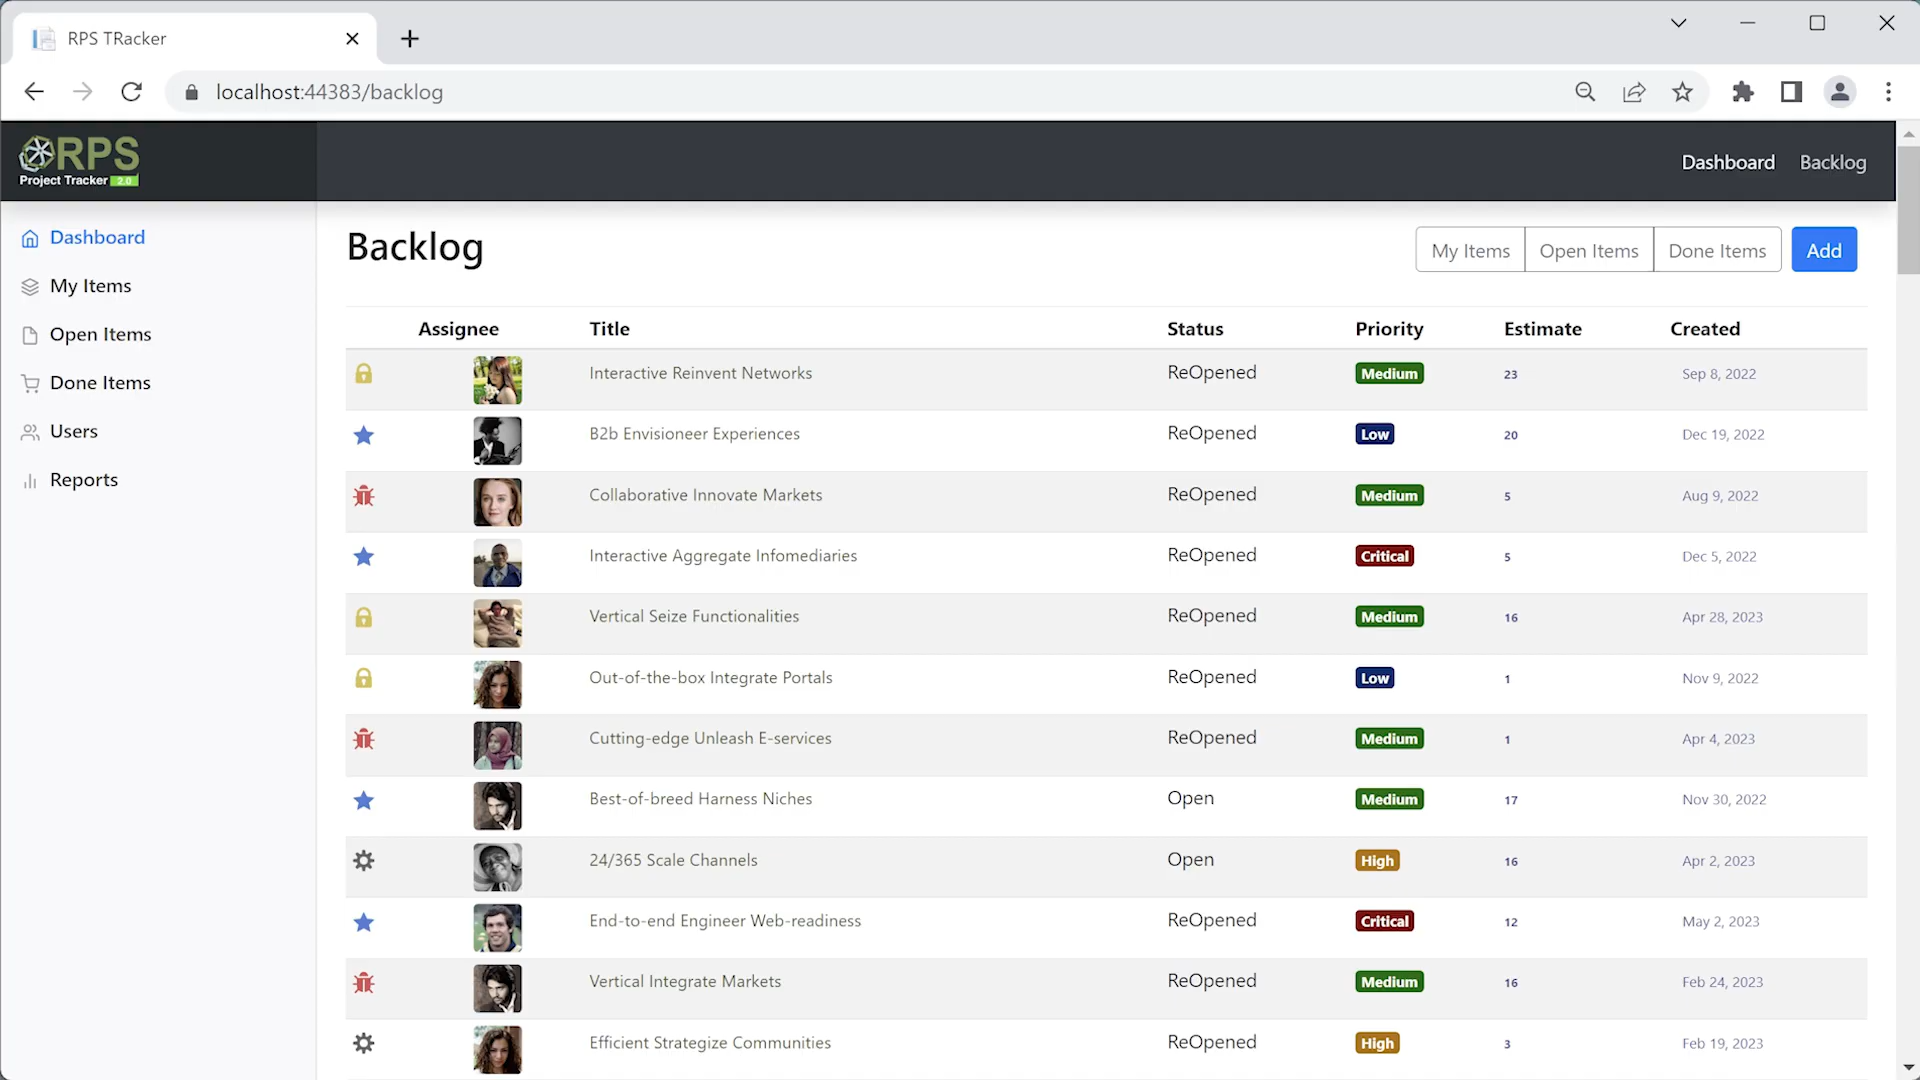 RPS TRacker
localhost:44383/backlog
RPS
Project Tracker 2.0
Dashboard Backlog
Dashboard
My Items
Open Items
Done Items
Users
Reports
Backlog
My Items Open Items Done Items Add
Assignee Title Status Priority Estimate Created
Interactive Reinvent Networks ReOpened Medium 23 Sep 8, 2022
B2b Envisioneer Experiences ReOpened Low 20 Dec 19, 2022
Collaborative Innovate Markets ReOpened Medium 5 Aug 9, 2022
Interactive Aggregate Infomediaries ReOpened Critical 5 Dec 5, 2022
Vertical Seize Functionalities ReOpened Medium 16 Apr 28, 2023
Out-of-the-box Integrate Portals ReOpened Low 1 Nov 9, 2022
Cutting-edge Unleash E-services ReOpened Medium 1 Apr 4, 2023
Best-of-breed Harness Niches Open Medium 17 Nov 30, 2022
24/365 Scale Channels Open High 16 Apr 2, 2023
End-to-end Engineer Web-readiness ReOpened Critical 12 May 2, 2023
Vertical Integrate Markets ReOpened Medium 16 Feb 24, 2023
Efficient Strategize Communities ReOpened High 3 Feb 19, 2023